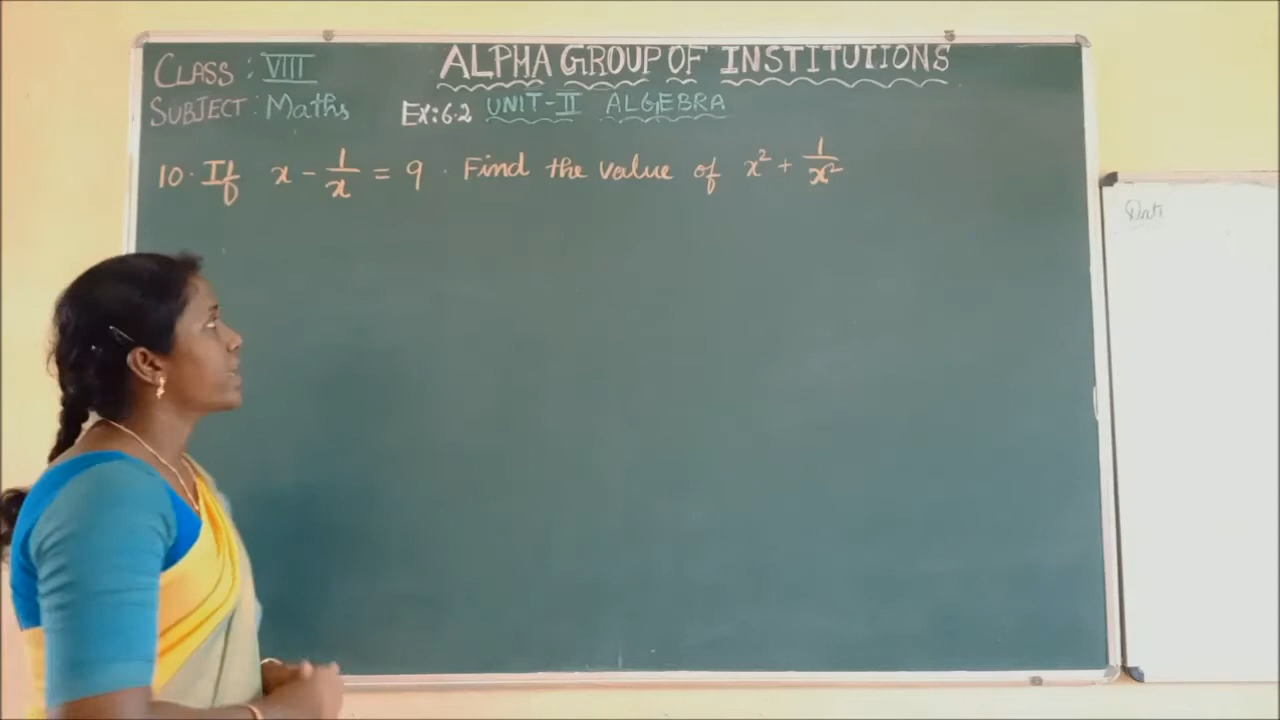 ALPHA GROUP OF INSTITUTIONS
CLASS : VIII
SUBJECT : Maths
Ex: 6.2 UNIT-II ALGEBRA
10. If x - 1/x = 9. Find the value of x² + 1/x²